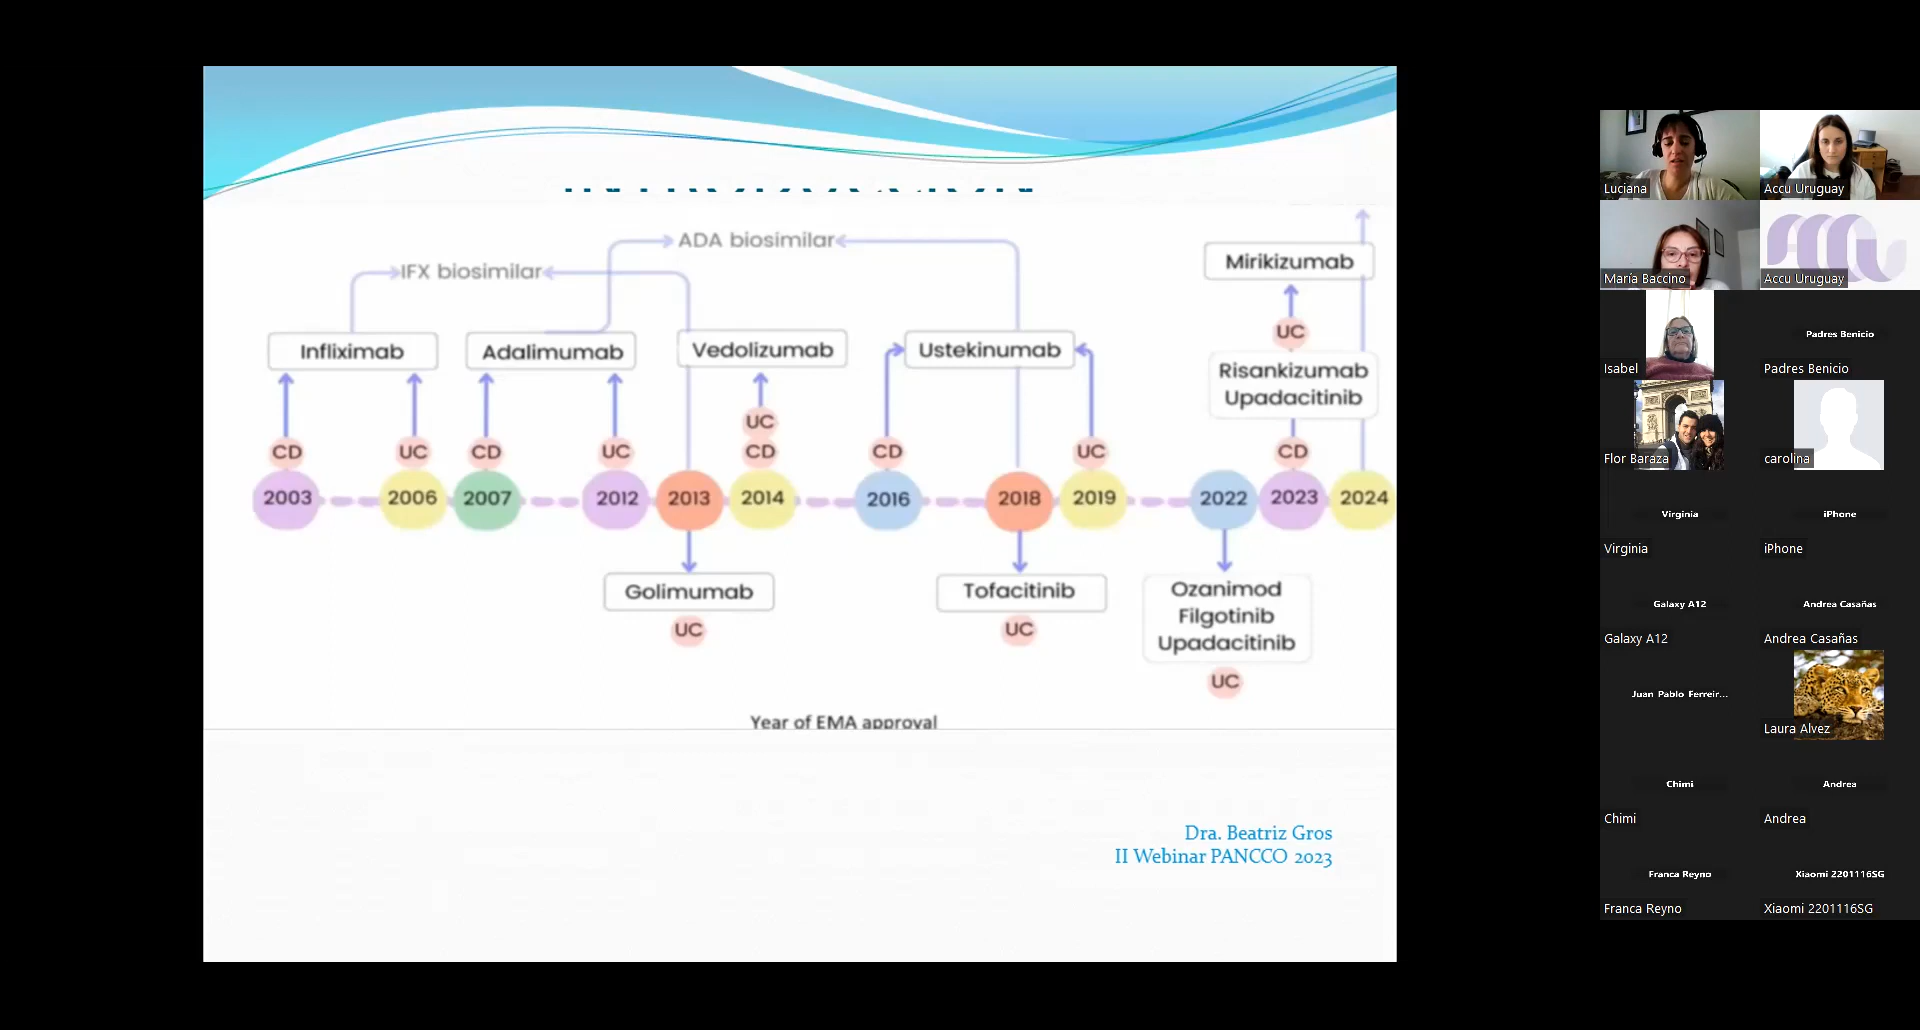 ADA biosimilar
IFX biosimilar
Mirikizumab
UC
Infliximab
Adalimumab
Vedolizumab
Ustekinumab
Risankizumab
Upadacitinib
CD
UC
CD
UC
UC
CD
CD
UC
CD
2003
2006
2007
2012
2013
2014
2016
2018
2019
2022
2023
2024
Golimumab
UC
Tofacitinib
UC
Ozanimod
Filgotinib
Upadacitinib
UC
Year of EMA approval
Dra. Beatriz Gros
II Webinar PANCCO 2023
Luciana
Accu Uruguay
María Baccino
Accu Uruguay
Isabel
Padres Benicio
Padres Benicio
Flor Baraza
carolina
Virginia
Virginia
iPhone
iPhone
Galaxy A12
Galaxy A12
Andrea Casañas
Andrea Casañas
Juan Pablo Ferreir...
Laura Alvez
Chimi
Chimi
Andrea
Andrea
Franca Reyno
Franca Reyno
Xiaomi 2201116SG
Xiaomi 2201116SG